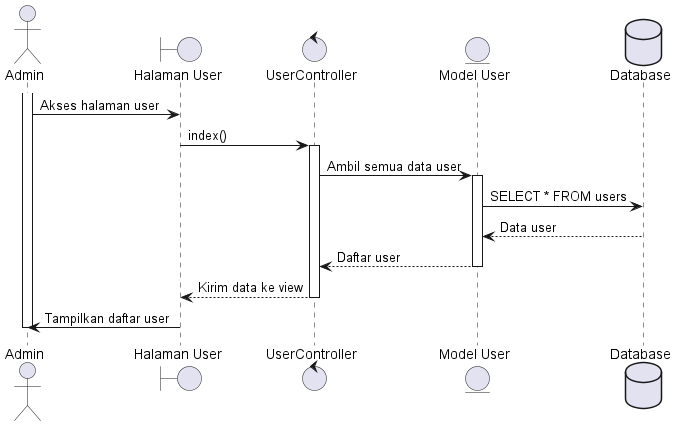 Admin
Halaman User
UserController
Model User
Database
Akses halaman user
index()
Ambil semua data user
SELECT * FROM users
Data user
Daftar user
Kirim data ke view
Tampilkan daftar user
Admin
Halaman User
UserController
Model User
Database